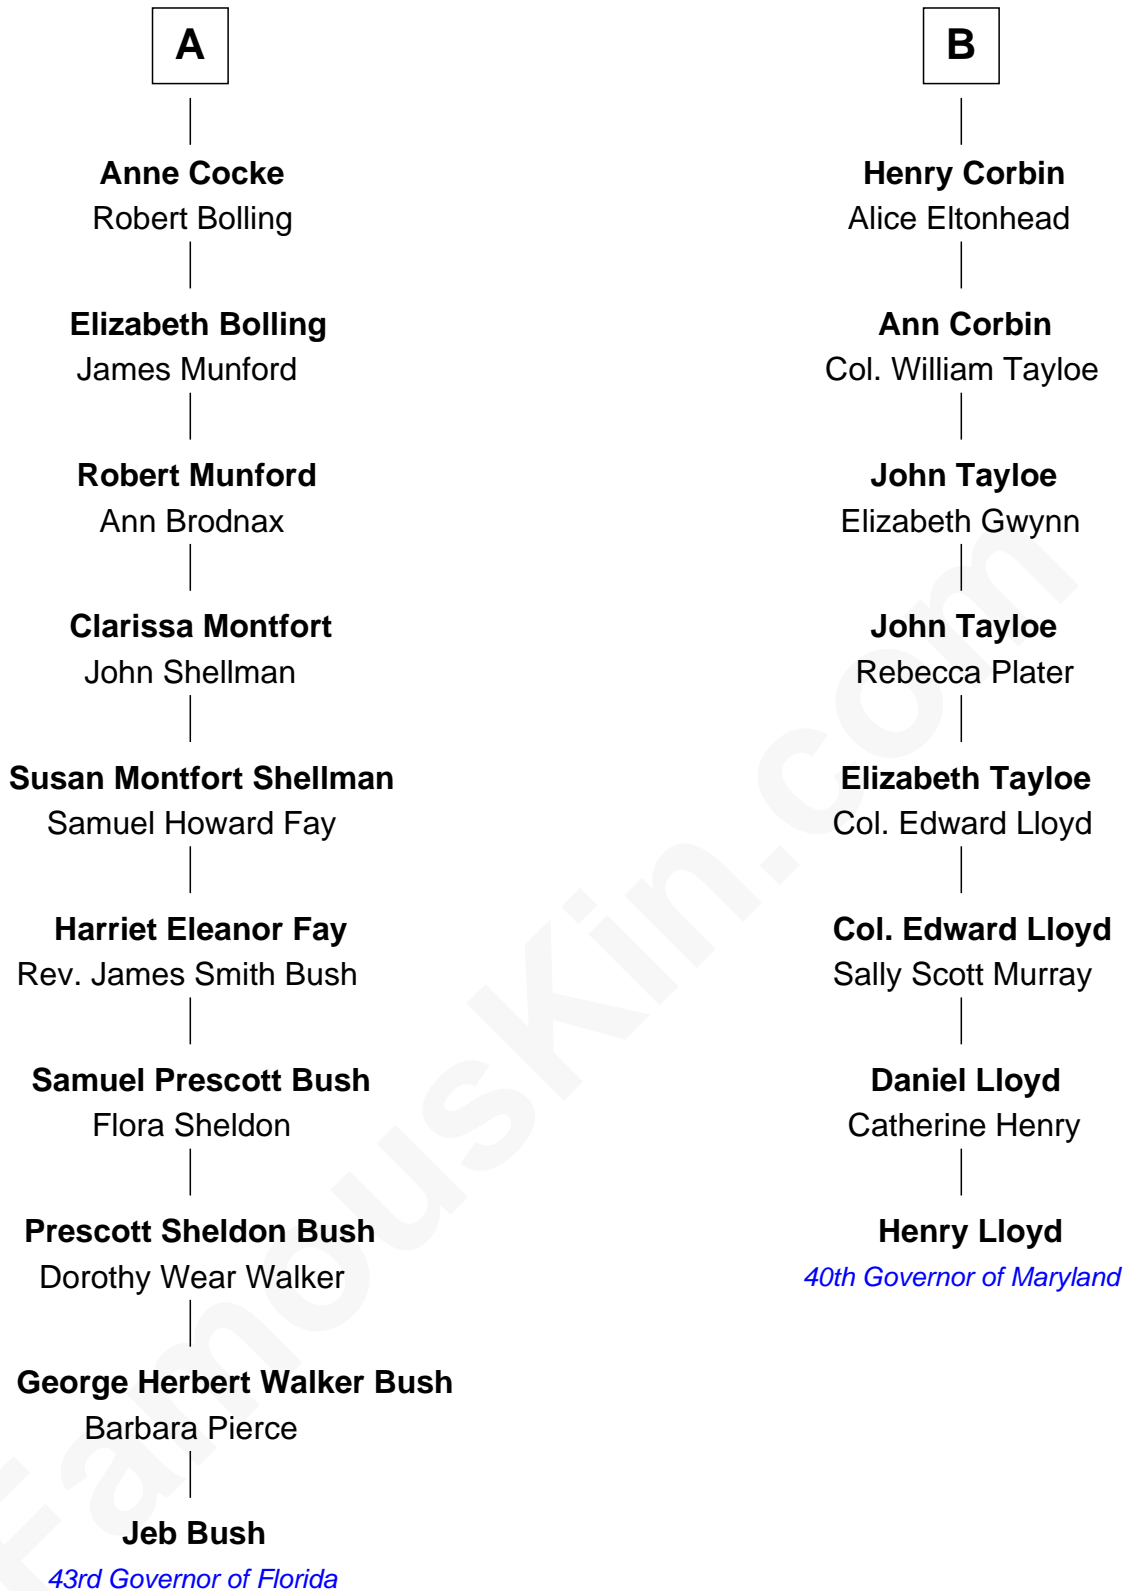 A
Anne Cocke
Robert Bolling
Elizabeth Bolling
James Munford
Robert Munford
Ann Brodnax
Clarissa Montfort
John Shellman
Susan Montfort Shellman
Samuel Howard Fay
Harriet Eleanor Fay
Rev. James Smith Bush
Samuel Prescott Bush
Flora Sheldon
Prescott Sheldon Bush
Dorothy Wear Walker
George Herbert Walker Bush
Barbara Pierce
Jeb Bush
43rd Governor of Florida
B
Henry Corbin
Alice Eltonhead
Ann Corbin
Col. William Tayloe
John Tayloe
Elizabeth Gwynn
John Tayloe
Rebecca Plater
Elizabeth Tayloe
Col. Edward Lloyd
Col. Edward Lloyd
Sally Scott Murray
Daniel Lloyd
Catherine Henry
Henry Lloyd
40th Governor of Maryland
FamousKin.com